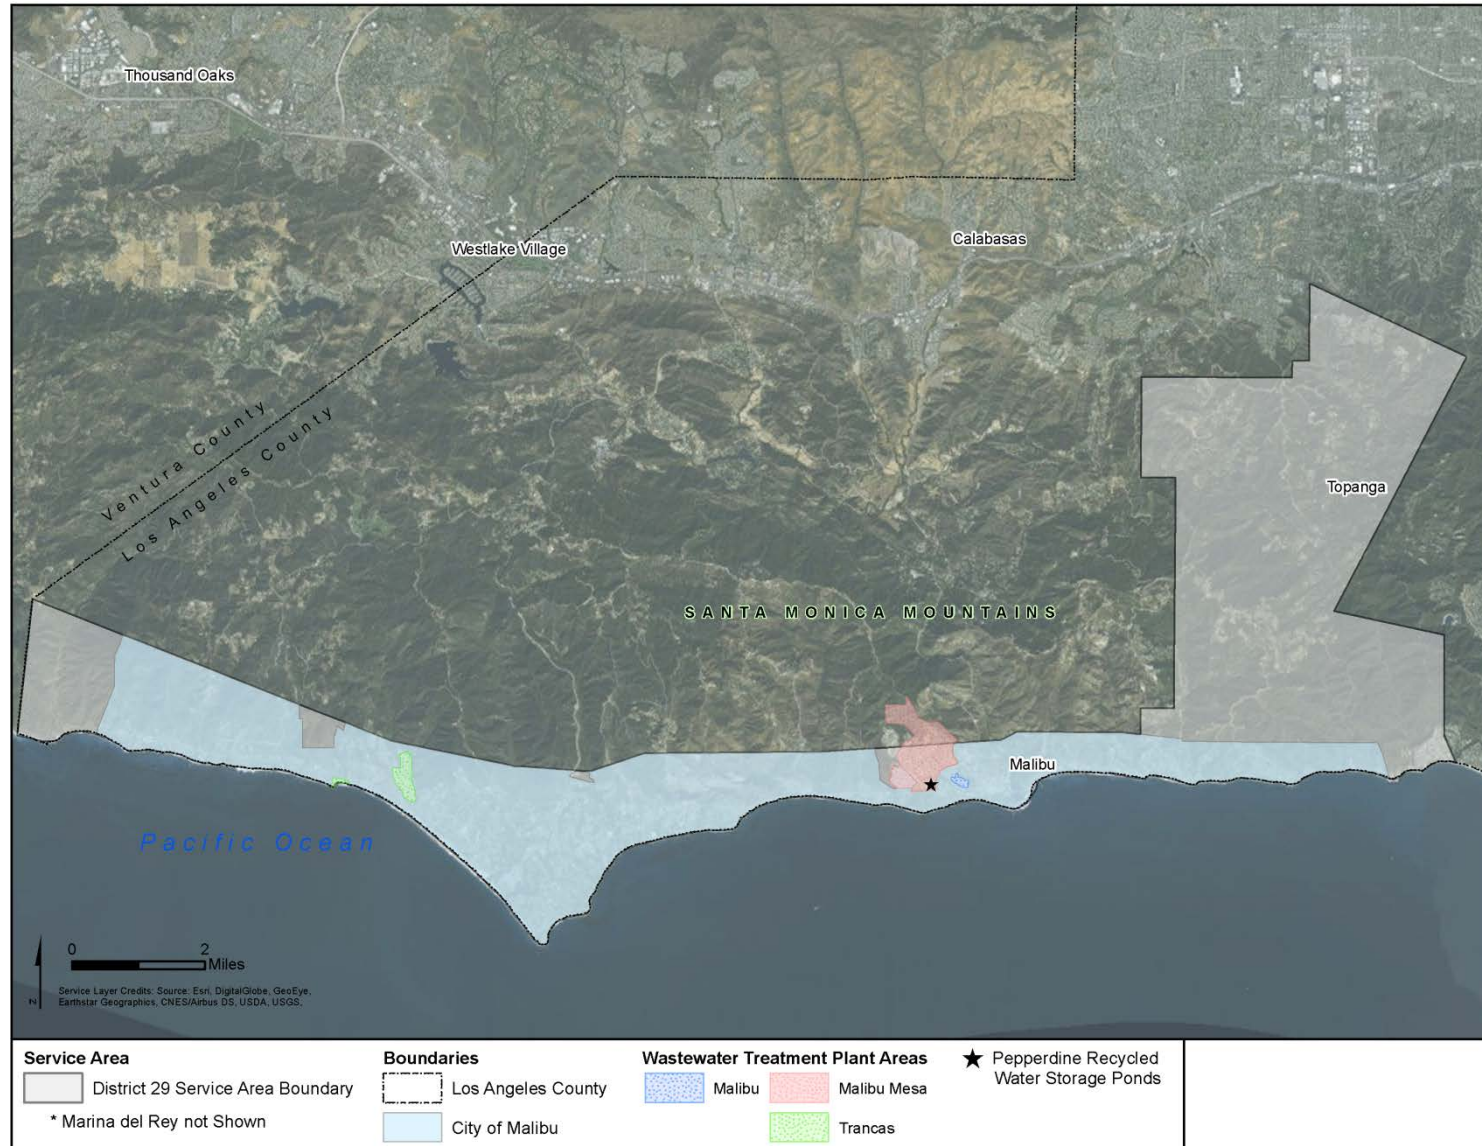 Thousand Oaks
Westlake Village
Calabasas
Ventura County
Los Angeles County
Topanga
SANTA MONICA MOUNTAINS
Malibu
Pacific Ocean
0 2
Miles
N
Service Layer Credits: Source: Esri, DigitalGlobe, GeoEye,
Earthstar Geographics, CNES/Airbus DS, USDA, USGS,
Service Area
District 29 Service Area Boundary
* Marina del Rey not Shown
Boundaries
Los Angeles County
City of Malibu
Wastewater Treatment Plant Areas
Malibu
Malibu Mesa
Trancas
Pepperdine Recycled
Water Storage Ponds